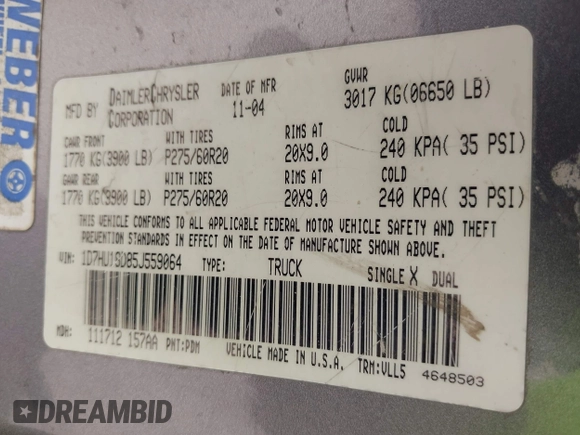 WEBER
MFD BY DAIMLERCHRYSLER CORPORATION
DATE OF MFR 11-04
GVWR 3017 KG(06650 LB)
GAWR FRONT WITH TIRES RIMS AT COLD
1770 KG(3900 LB) P275/60R20 20X9.0 240 KPA( 35 PSI)
GAWR REAR WITH TIRES RIMS AT COLD
1770 KG(3900 LB) P275/60R20 20X9.0 240 KPA( 35 PSI)
THIS VEHICLE CONFORMS TO ALL APPLICABLE FEDERAL MOTOR VEHICLE SAFETY AND THEFT
PREVENTION STANDARDS IN EFFECT ON THE DATE OF MANUFACTURE SHOWN ABOVE.
VIN: 1D7HU18D85J559064 TYPE: TRUCK SINGLE X DUAL
MDH: 111712 157AA PNT:PDM VEHICLE MADE IN U.S.A. TRM:VLL5 4648503
DREAMBID